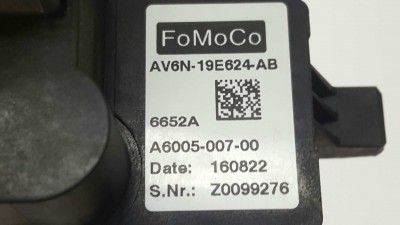 FoMoCo
AV6N-19E624-AB
6652A
A6005-007-00
Date: 160822
S.Nr.: Z0099276